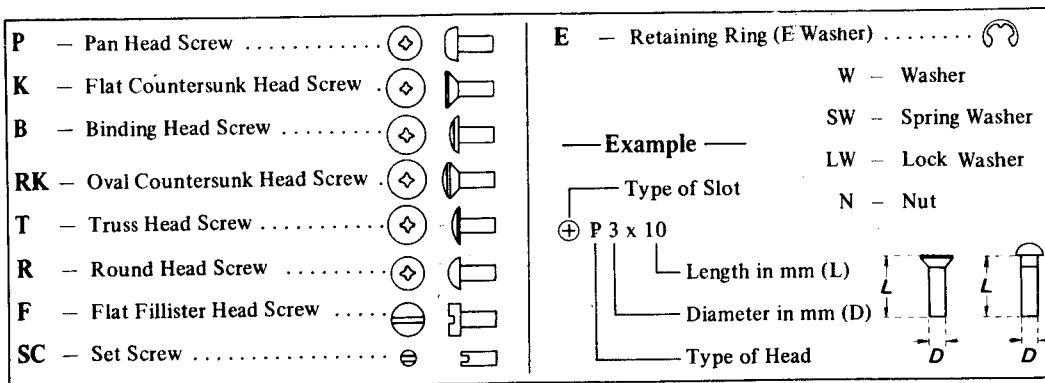 P – Pan Head Screw ............
K – Flat Countersunk Head Screw .
B – Binding Head Screw ..........
RK – Oval Countersunk Head Screw .
T – Truss Head Screw ............
R – Round Head Screw ..........
F – Flat Fillister Head Screw .....
SC – Set Screw ..................
E – Retaining Ring (E Washer) ........
W – Washer
SW – Spring Washer
LW – Lock Washer
N – Nut
Example
Type of Slot
P 3 x 10
Length in mm (L)
Diameter in mm (D)
Type of Head
L
D
L
D